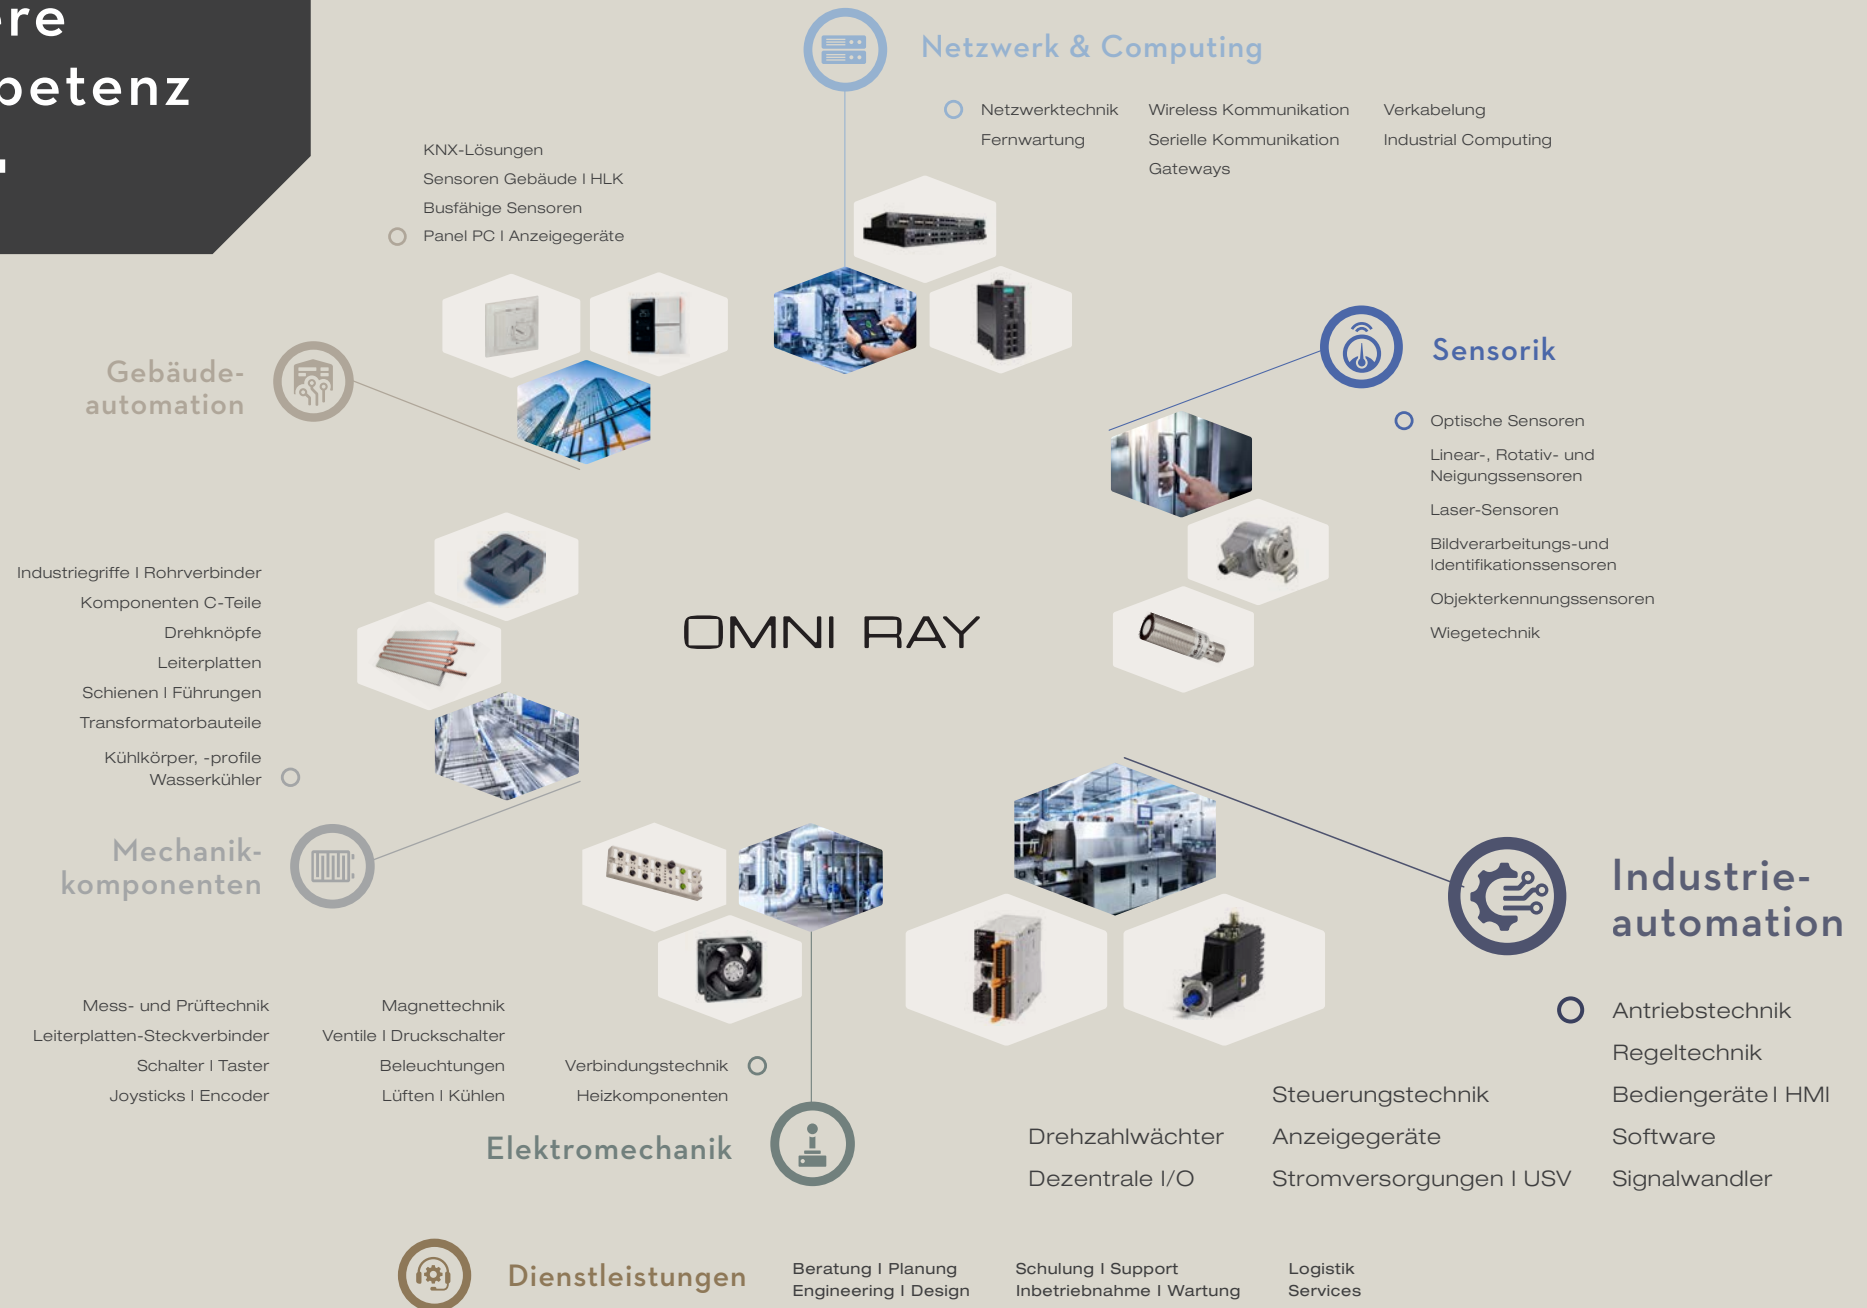 Netzwerk & Computing
Netzwerktechnik
Fernwartung
Wireless Kommunikation
Serielle Kommunikation
Gateways
Verkabelung
Industrial Computing
KNX-Lösungen
Sensoren Gebäude I HLK
Busfähige Sensoren
Panel PC I Anzeigegeräte
Gebäude-
automation
Sensorik
Optische Sensoren
Linear-, Rotativ- und
Neigungssensoren
Laser-Sensoren
Bildverarbeitungs-und
Identifikationssensoren
Objekterkennungssensoren
Wiegetechnik
Industriegriffe I Rohrverbinder
Komponenten C-Teile
Drehknöpfe
Leiterplatten
Schienen I Führungen
Transformatorbauteile
Kühlkörper, -profile
Wasserkühler
OMNI RAY
Mechanik-
komponenten
Industrie-
automation
Antriebstechnik
Regeltechnik
Bediengeräte I HMI
Software
Signalwandler
Steuerungstechnik
Anzeigegeräte
Stromversorgungen I USV
Drehzahlwächter
Dezentrale I/O
Mess- und Prüftechnik
Leiterplatten-Steckverbinder
Schalter I Taster
Joysticks I Encoder
Magnettechnik
Ventile I Druckschalter
Beleuchtungen
Lüften I Kühlen
Verbindungstechnik
Heizkomponenten
Elektromechanik
Dienstleistungen
Beratung I Planung
Engineering I Design
Schulung I Support
Inbetriebnahme I Wartung
Logistik
Services